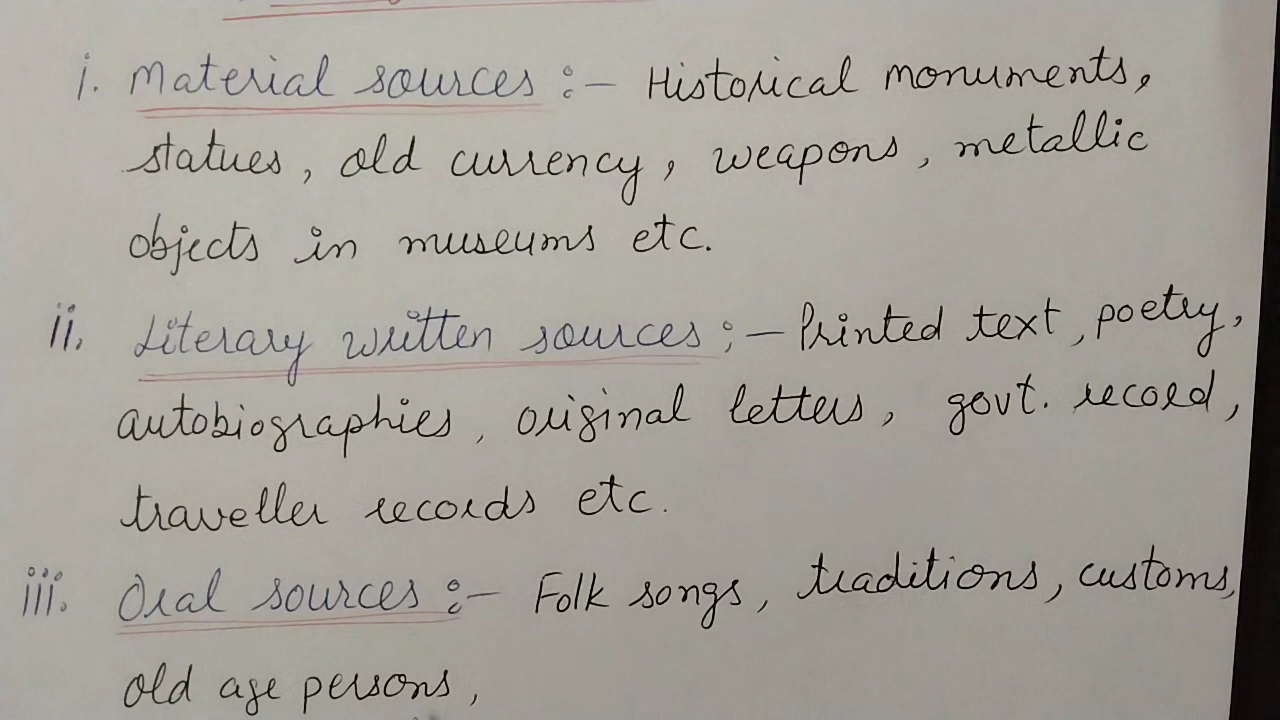 i. Material sources :- Historical monuments,
statues, old currency, weapons, metallic
objects in museums etc.
ii. Literary written sources ;- Printed text, poetry,
autobiographies, original letters, govt. record,
traveller records etc.
iii. Oral sources :- Folk songs, traditions, customs,
old age persons,